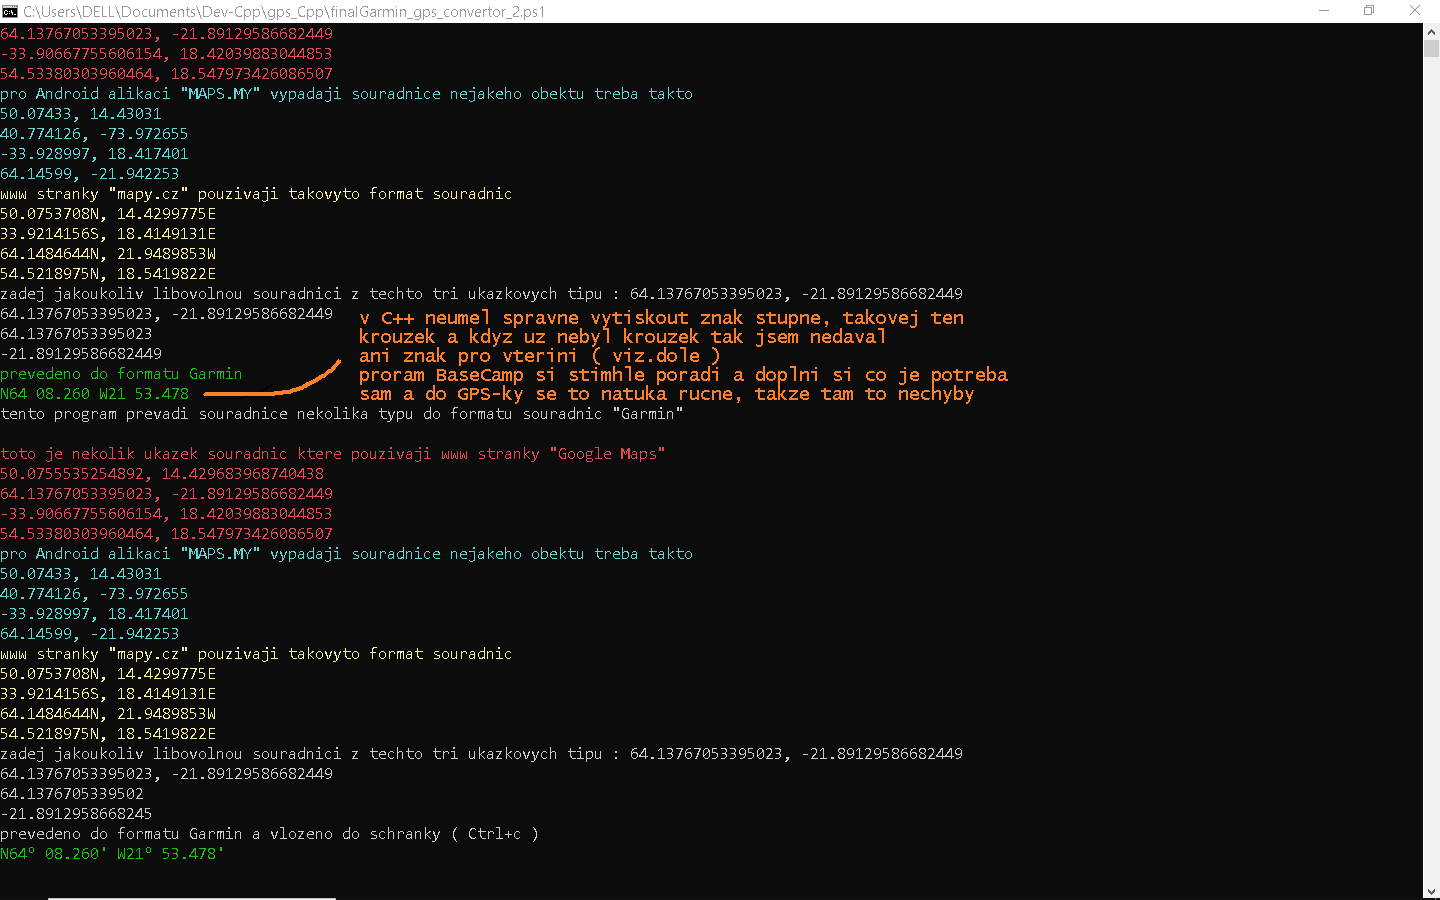 C:\Users\DELL\Documents\Dev-Cpp\gps_Cpp\finalGarmin_gps_convertor_2.ps1
64.13767053395023, -21.89129586682449
-33.90667755606154, 18.42039883044853
54.53380303960464, 18.547973426086507
pro Android alikaci "MAPS.MY" vypadaji souradnice nejakeho obektu treba takto
50.07433, 14.43031
40.774126, -73.972655
-33.928997, 18.417401
64.14599, -21.942253
www stranky "mapy.cz" pouzivaji takovyto format souradnic
50.0753708N, 14.4299775E
33.9214156S, 18.4149131E
64.1484644N, 21.9489853W
54.5218975N, 18.5419822E
zadej jakoukoliv libovolnou souradnici z techto tri ukazkovych tipu : 64.13767053395023, -21.89129586682449
64.13767053395023, -21.89129586682449
64.13767053395023
-21.89129586682449
prevedeno do formatu Garmin
N64 08.260 W21 53.478
v C++ neumel spravne vytiskout znak stupne, takovej ten
krouzek a kdyz uz nebyl krouzek tak jsem nedaval
ani znak pro vterini ( viz.dole )
proram BaseCamp si stimhle poradi a doplni si co je potreba
sam a do GPS-ky se to natuka rucne, takze tam to nechyby
tento program prevadi souradnice nekolika typu do formatu souradnic "Garmin"
toto je nekolik ukazek souradnic ktere pouzivaji www stranky "Google Maps"
50.0755535254892, 14.429683968740438
64.13767053395023, -21.89129586682449
-33.90667755606154, 18.42039883044853
54.53380303960464, 18.547973426086507
pro Android alikaci "MAPS.MY" vypadaji souradnice nejakeho obektu treba takto
50.07433, 14.43031
40.774126, -73.972655
-33.928997, 18.417401
64.14599, -21.942253
www stranky "mapy.cz" pouzivaji takovyto format souradnic
50.0753708N, 14.4299775E
33.9214156S, 18.4149131E
64.1484644N, 21.9489853W
54.5218975N, 18.5419822E
zadej jakoukoliv libovolnou souradnici z techto tri ukazkovych tipu : 64.13767053395023, -21.89129586682449
64.13767053395023, -21.89129586682449
64.1376705339502
-21.8912958668245
prevedeno do formatu Garmin a vlozeno do schranky ( Ctrl+c )
N64° 08.260' W21° 53.478'